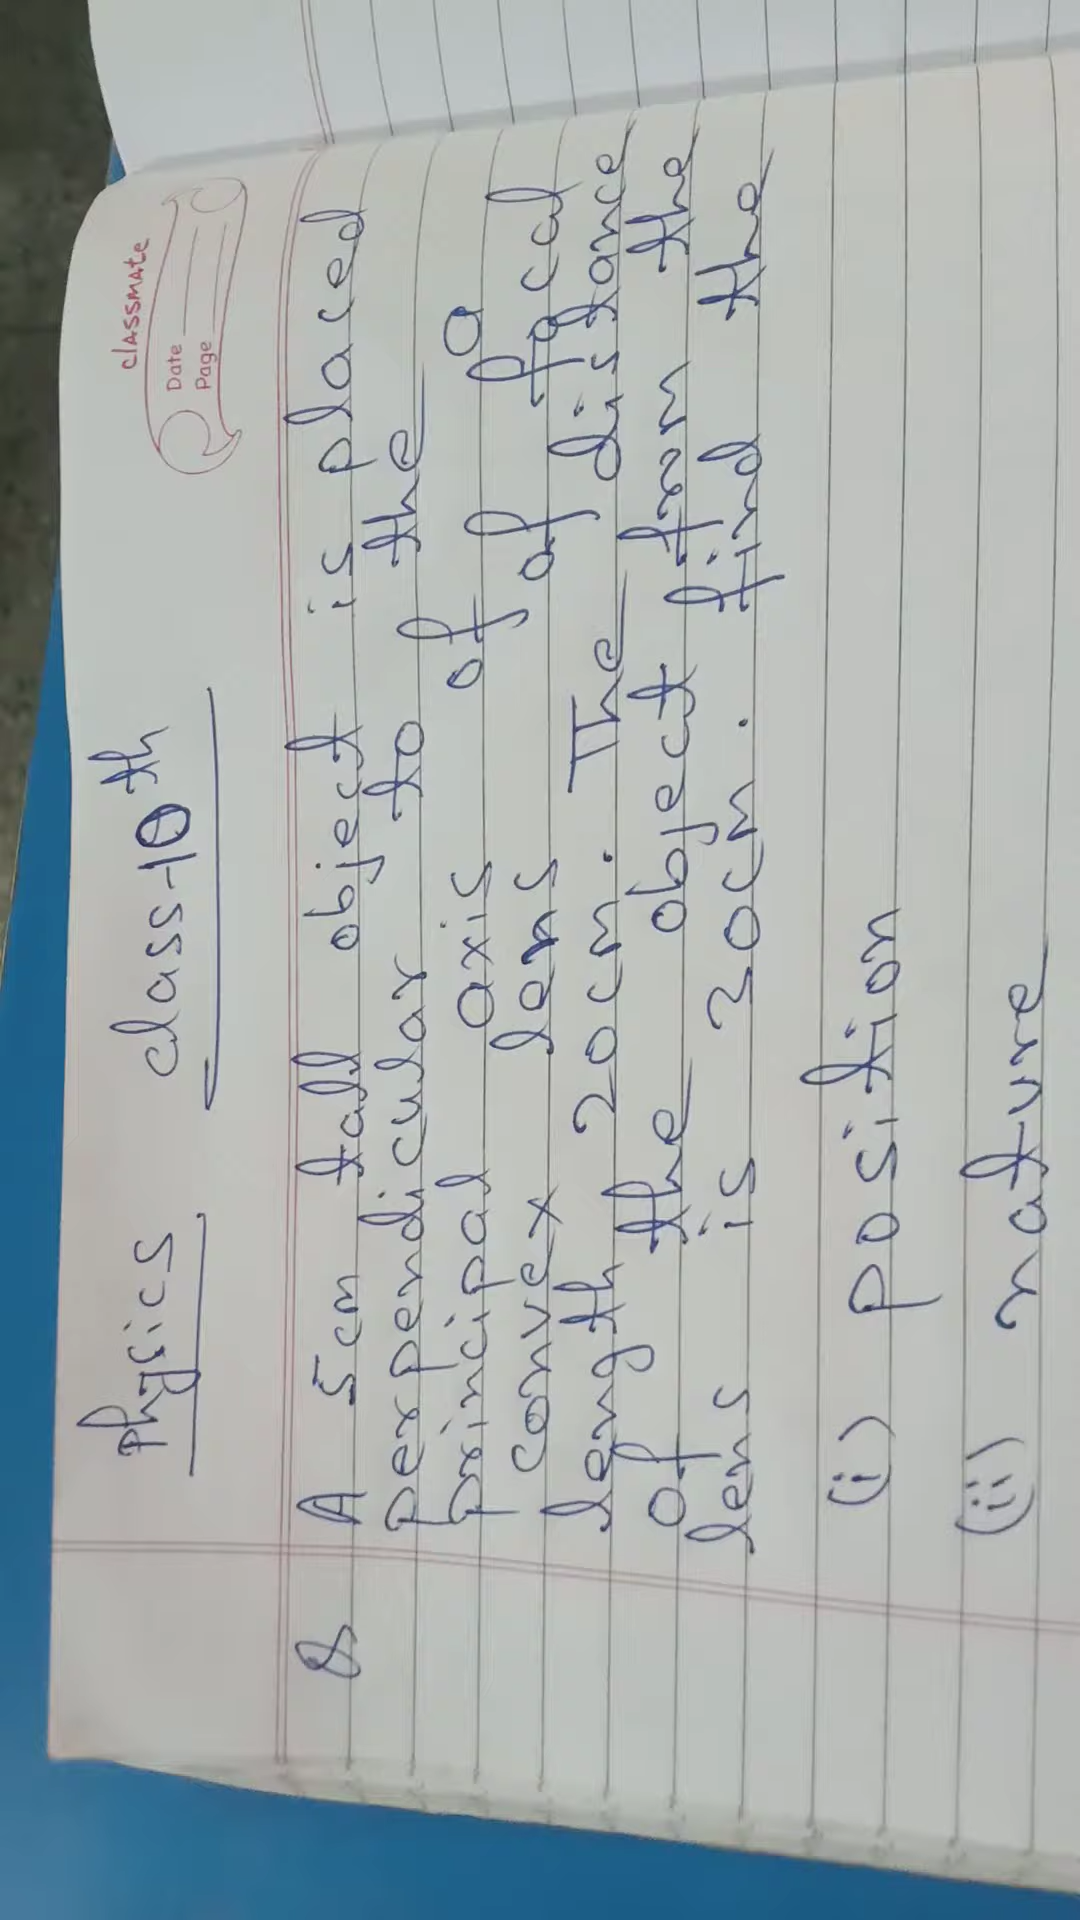 classmate
Date
Page
Physics class-10th
Q A 5cm tall object is placed
perpendicular to the
principal axis of a
convex lens of focal
length 20cm. The distance
of the object from the
lens is 30cm. find the
(i) position
(ii) nature